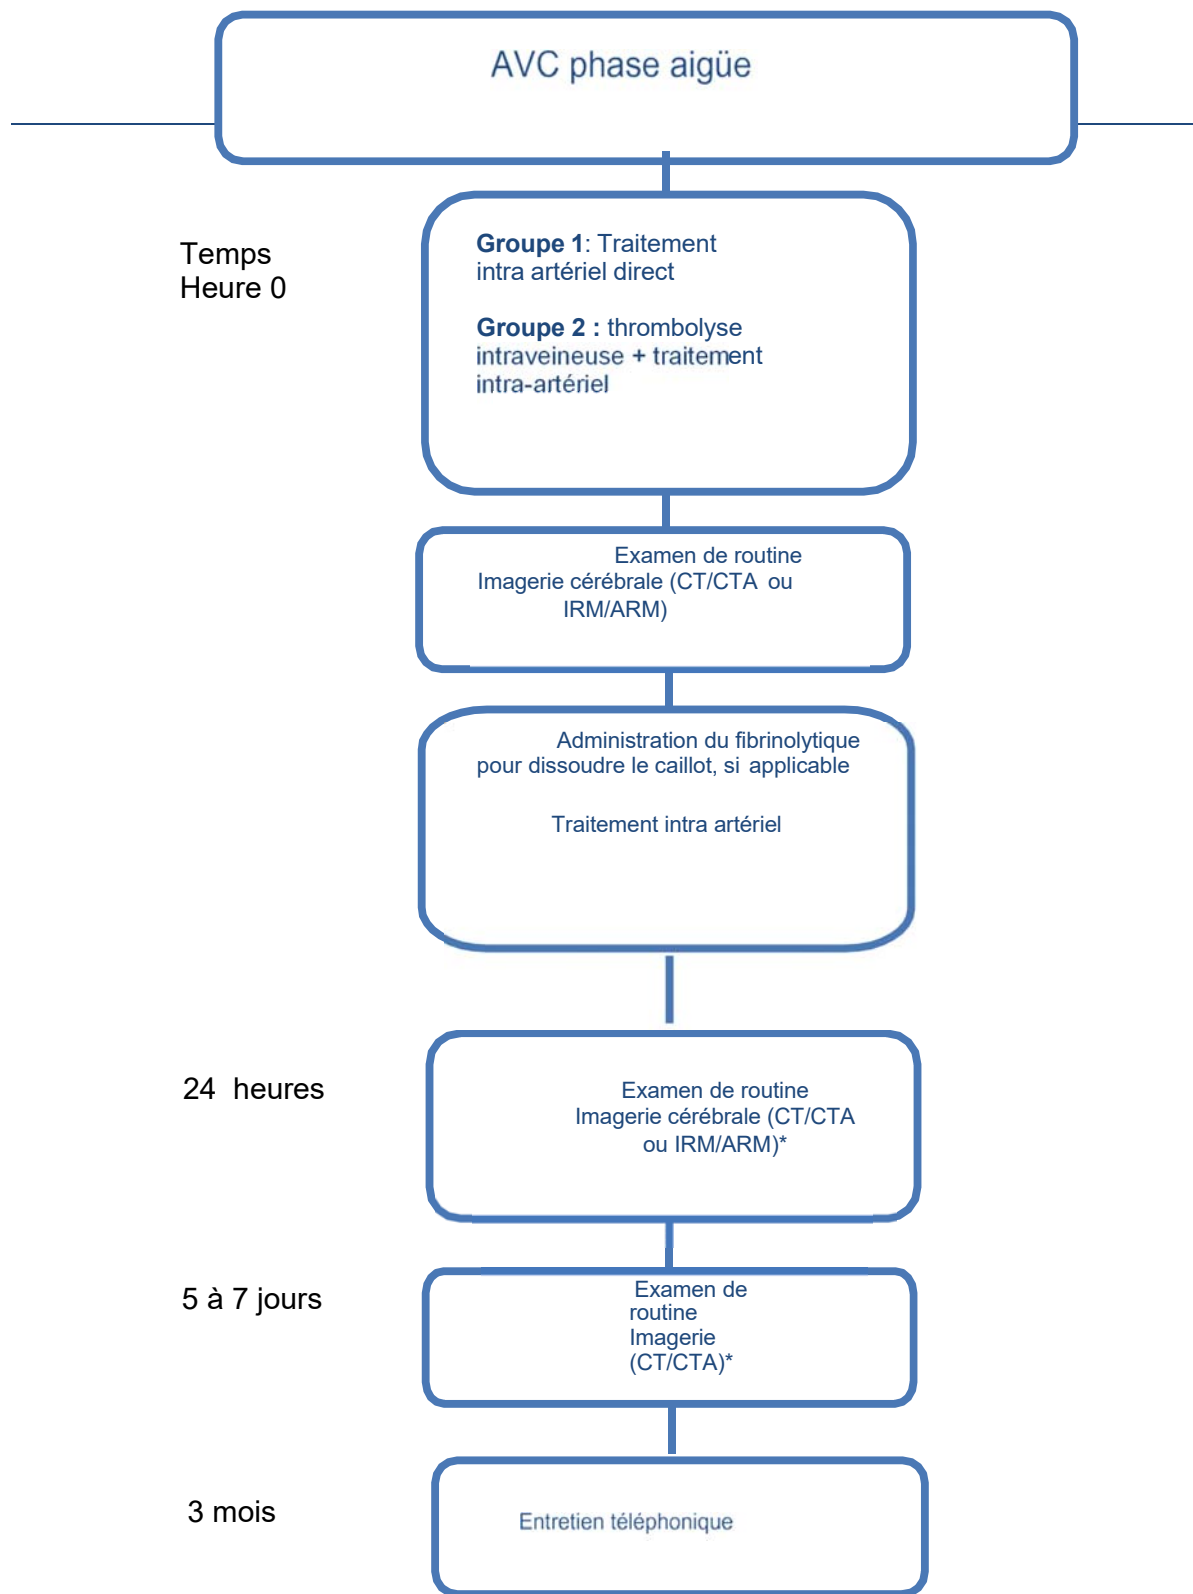 AVC phase aigüe
Temps
Heure 0
Groupe 1: Traitement
intra artériel direct
Groupe 2 : thrombolyse
intraveineuse + traitement
intra-artériel
Examen de routine
Imagerie cérébrale (CT/CTA ou
IRM/ARM)
Administration du fibrinolytique
pour dissoudre le caillot, si applicable
Traitement intra artériel
24 heures
Examen de routine
Imagerie cérébrale (CT/CTA
ou IRM/ARM)*
5 à 7 jours
Examen de
routine
Imagerie
(CT/CTA)*
3 mois
Entretien téléphonique